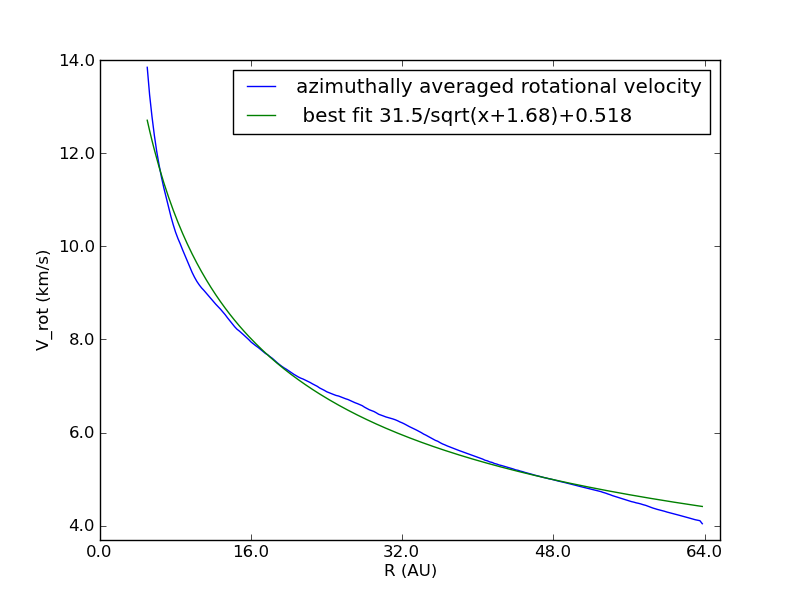 14.0
12.0
10.0
8.0
6.0
4.0
V_rot (km/s)
azimuthally averaged rotational velocity
best fit 31.5/sqrt(x+1.68)+0.518
0.0 16.0 32.0 48.0 64.0
R (AU)